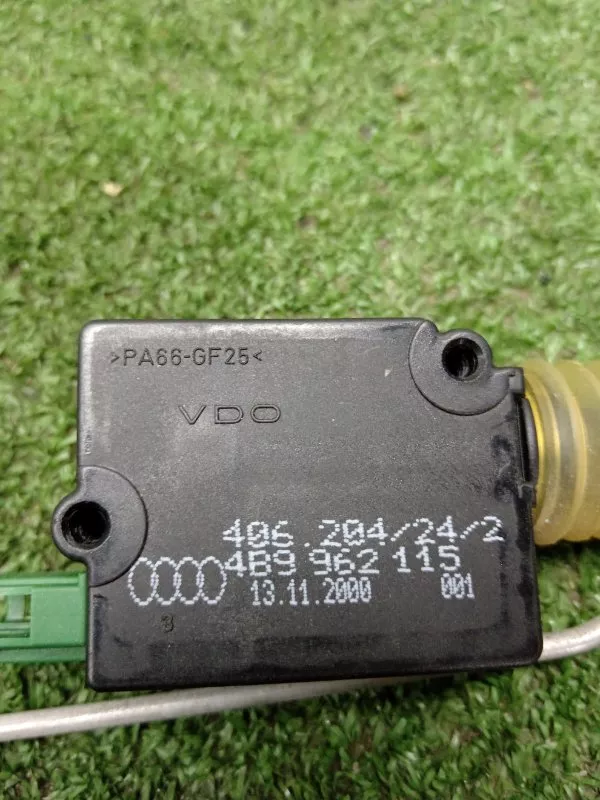 >PA66-GF25<
VDO
406.204/24/2
4B9 962 115
13.11.2000 001
3